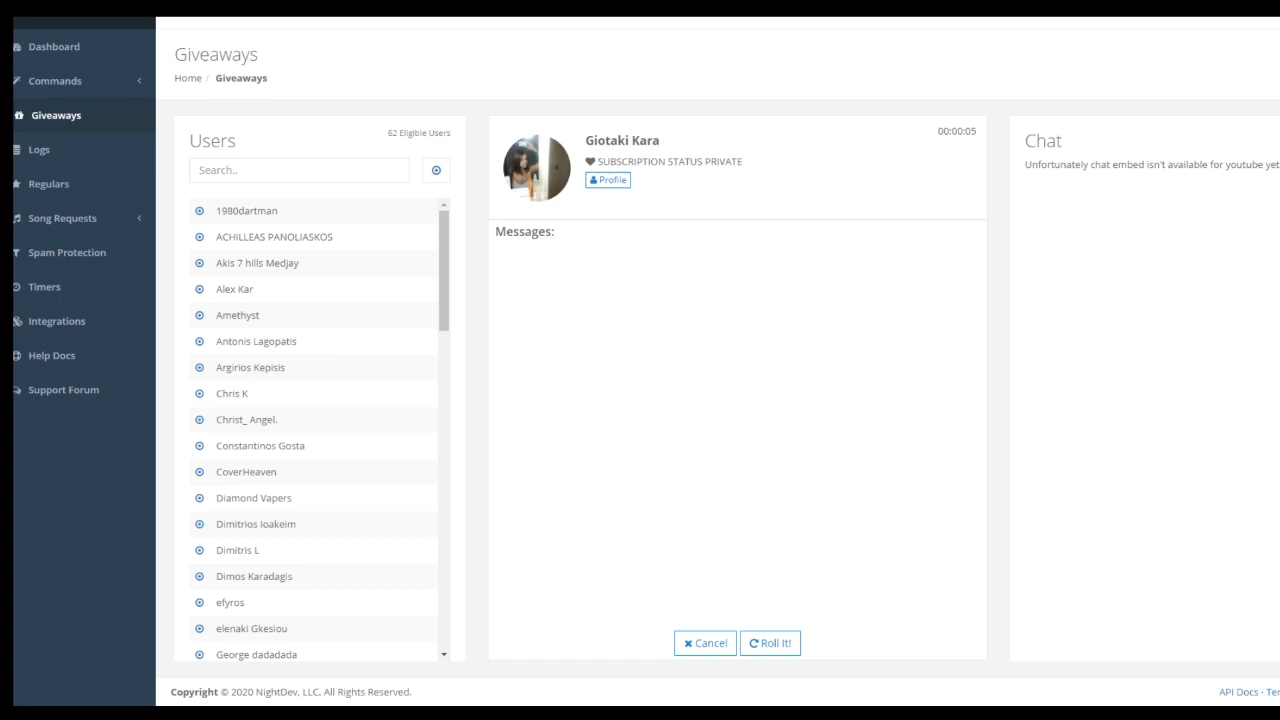 Dashboard
Commands
Giveaways
Logs
Regulars
Song Requests
Spam Protection
Timers
Integrations
Help Docs
Support Forum
Giveaways
Home / Giveaways
Users
62 Eligible Users
Search..
1980dartman
ACHILLEAS PANOLIASKOS
Akis 7 hills Medjay
Alex Kar
Amethyst
Antonis Lagopatis
Argirios Kepisis
Chris K
Christ_ Angel.
Constantinos Gosta
CoverHeaven
Diamond Vapers
Dimitrios Ioakeim
Dimitris L
Dimos Karadagis
efyros
elenaki Gkesiou
George dadadada
Giotaki Kara
00:00:05
SUBSCRIPTION STATUS PRIVATE
Profile
Messages:
Cancel
Roll It!
Chat
Unfortunately chat embed isn't available for youtube yet
Copyright © 2020 NightDev, LLC. All Rights Reserved.
API Docs ·